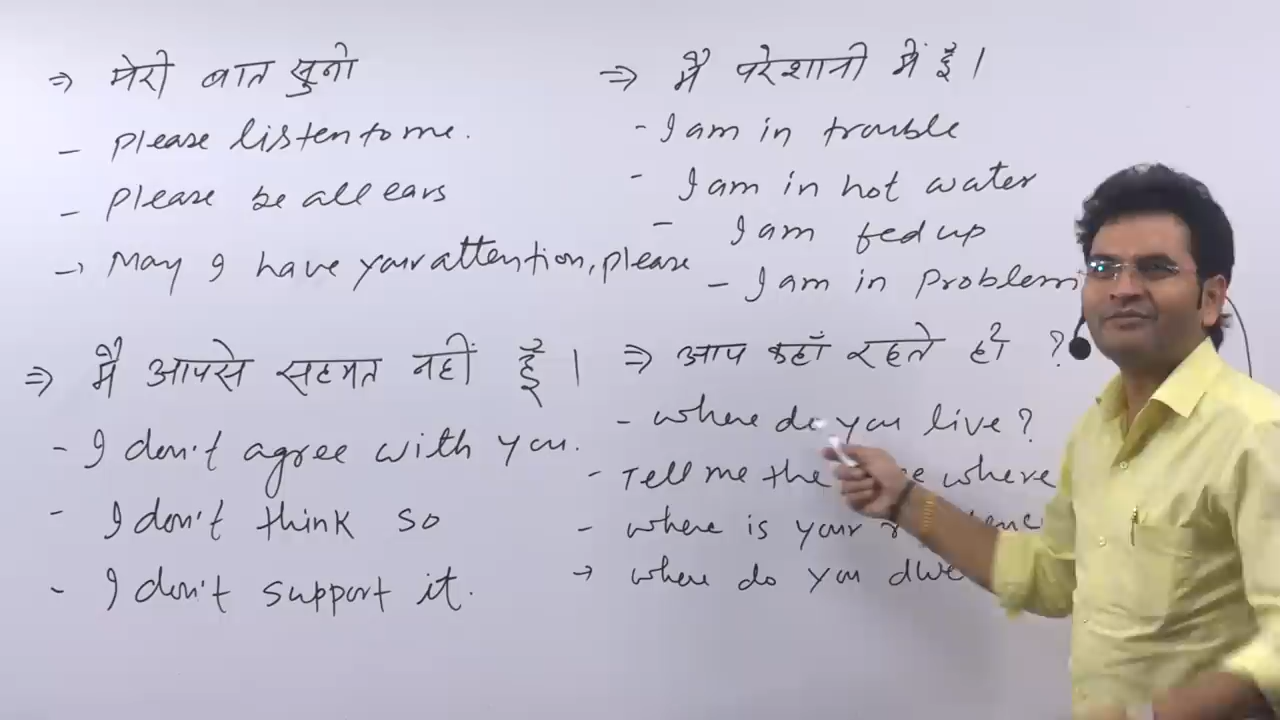 ⇒ मेरी बात सुनो
- Please listen to me.
- Please be all ears
→ May I have your attention, please
⇒ मैं परेशानी में हूँ।
- I am in trouble
- I am in hot water
- I am fed up
- I am in Problem
⇒ मैं आपसे सहमत नहीं हूँ।
- I don't agree with you.
- I don't think so
- I don't support it.
⇒ आप कहाँ रहते हो ?
- Where do you live?
- Tell me the where
- Where is your
→ Where do you